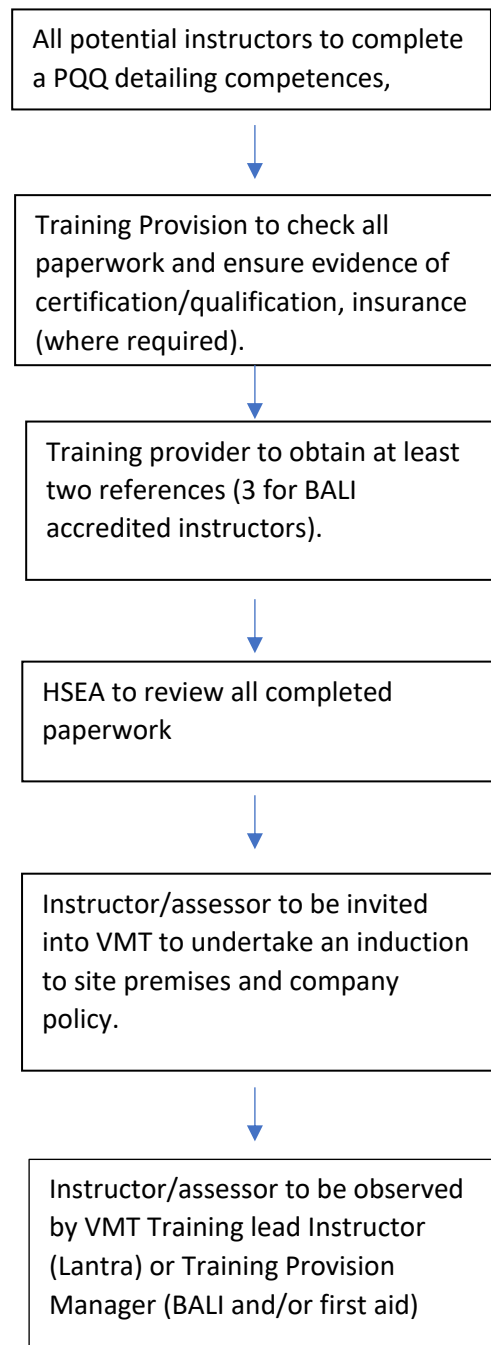 All potential instructors to complete
a PQQ detailing competences,
Training Provision to check all
paperwork and ensure evidence of
certification/qualification, insurance
(where required).
Training provider to obtain at least
two references (3 for BALI
accredited instructors).
HSEA to review all completed
paperwork
Instructor/assessor to be invited
into VMT to undertake an induction
to site premises and company
policy.
Instructor/assessor to be observed
by VMT Training lead Instructor
(Lantra) or Training Provision
Manager (BALI and/or first aid)